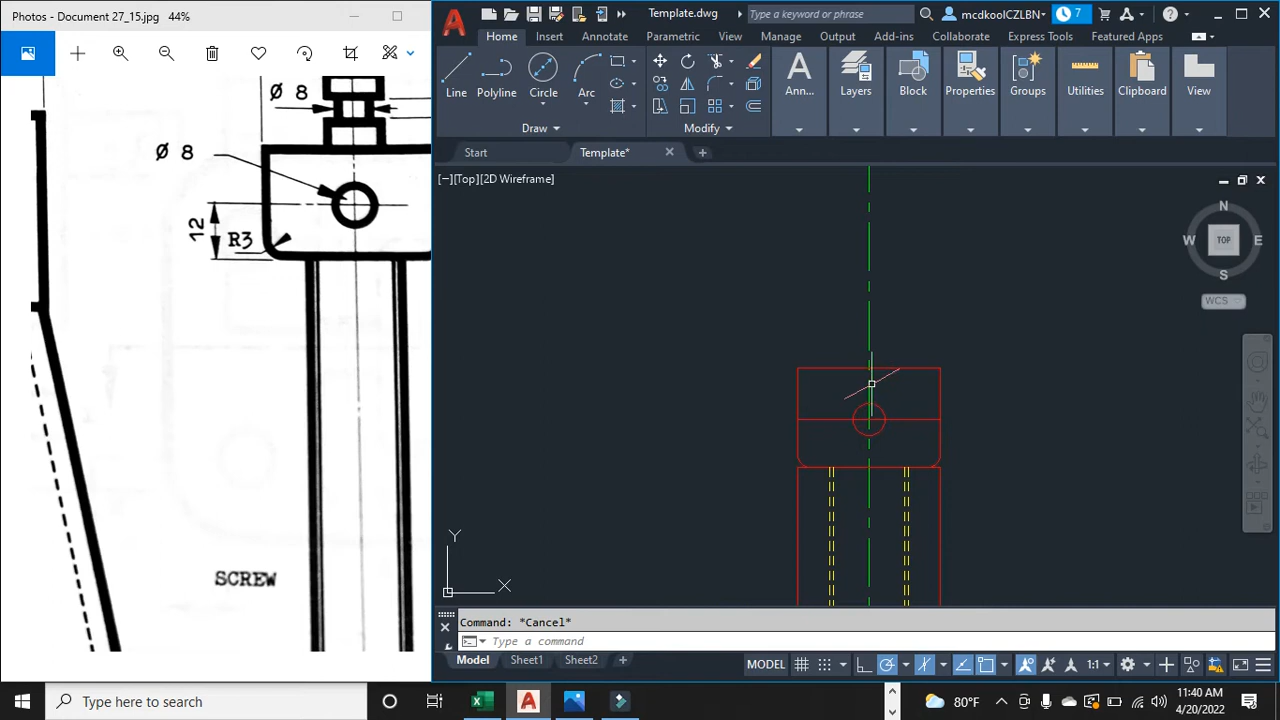 Photos - Document 27_15.jpg 44%
Ø 8
Ø 8
12
R3
SCREW
Template.dwg
Type a keyword or phrase
mcdkoolCZLBN
7
Home Insert Annotate Parametric View Manage Output Add-ins Collaborate Express Tools Featured Apps
Line Polyline Circle Arc
Draw
Modify
Ann... Layers Block Properties Groups Utilities Clipboard View
Start Template*
[−][Top][2D Wireframe]
N
W TOP E
S
WCS
Y
X
Command: *Cancel*
Type a command
Model Sheet1 Sheet2
MODEL
1:1
Type here to search
80°F
11:40 AM
4/20/2022